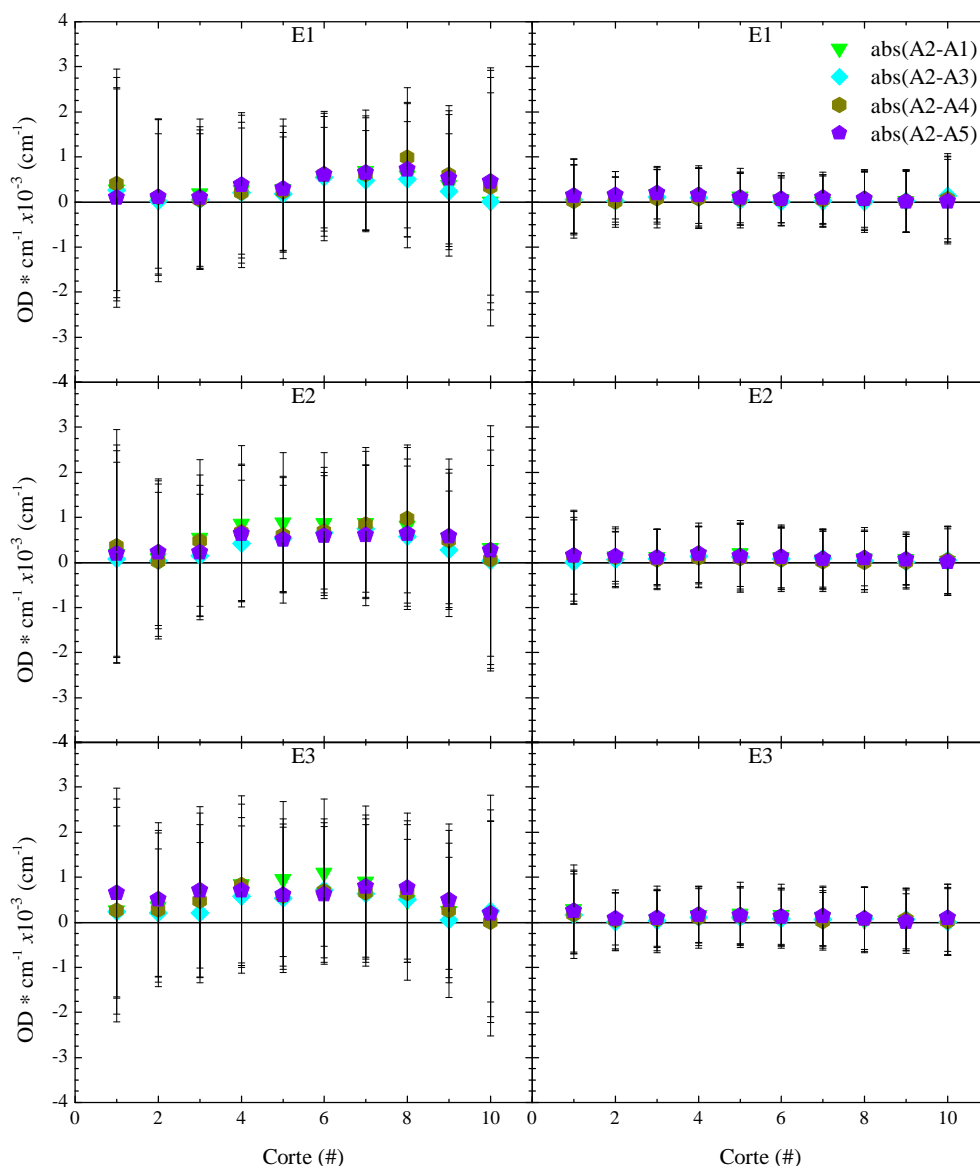 4
E1
E1
abs(A2-A1)
abs(A2-A3)
abs(A2-A4)
abs(A2-A5)
3
2
1
0
-1
-2
-3
-4
OD * cm⁻¹ x10⁻³ (cm⁻¹)
E2
E2
3
2
1
0
-1
-2
-3
-4
OD * cm⁻¹ x10⁻³ (cm⁻¹)
E3
E3
3
2
1
0
-1
-2
-3
-4
OD * cm⁻¹ x10⁻³ (cm⁻¹)
0 2 4 6 8 10 0 2 4 6 8 10
Corte (#) Corte (#)